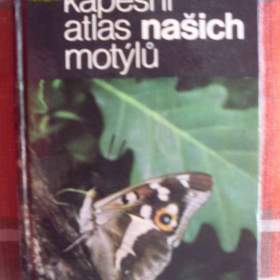 kapesní
atlas našich
motýlů